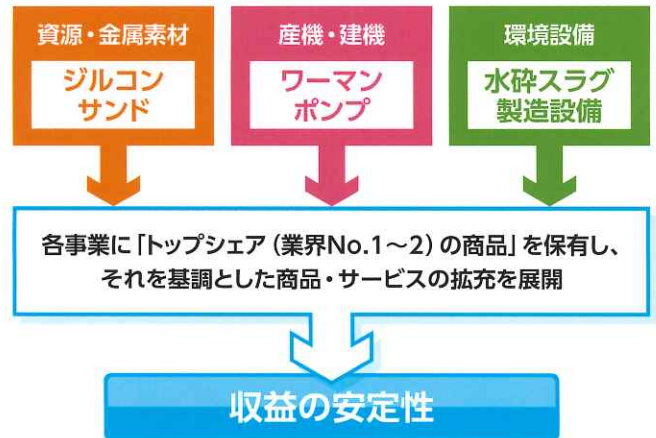 資源・金属素材
ジルコン
サンド
産機・建機
ワーマン
ポンプ
環境設備
水砕スラグ
製造設備
各事業に「トップシェア（業界No.1～2）の商品」を保有し、
それを基調とした商品・サービスの拡充を展開
収益の安定性